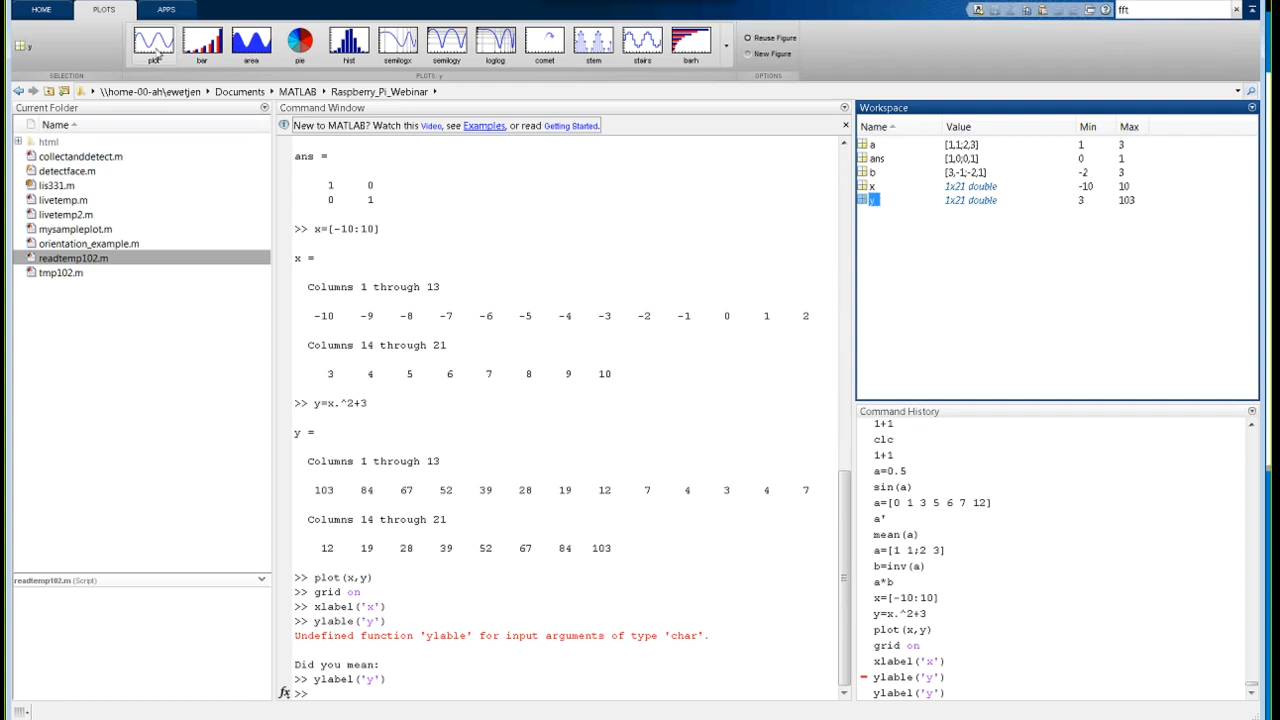 HOME PLOTS APPS
fft
y
plot bar area pie hist semilogx semilogy loglog comet stem stairs barh
Reuse Figure
New Figure
SELECTION PLOTS: y OPTIONS
\\home-00-ah\ewetjen Documents MATLAB Raspberry_Pi_Webinar
Current Folder
Name
html
collectanddetect.m
detectface.m
lis331.m
livetemp.m
livetemp2.m
mysampleplot.m
orientation_example.m
readtemp102.m
tmp102.m
readtemp102.m (Script)
Command Window
New to MATLAB? Watch this Video, see Examples, or read Getting Started.
ans =
1 0
0 1
>> x=[-10:10]
x =
Columns 1 through 13
-10 -9 -8 -7 -6 -5 -4 -3 -2 -1 0 1 2
Columns 14 through 21
3 4 5 6 7 8 9 10
>> y=x.^2+3
y =
Columns 1 through 13
103 84 67 52 39 28 19 12 7 4 3 4 7
Columns 14 through 21
12 19 28 39 52 67 84 103
>> plot(x,y)
>> grid on
>> xlabel('x')
>> ylable('y')
Undefined function 'ylable' for input arguments of type 'char'.
Did you mean:
>> ylabel('y')
fx >>
Workspace
Name Value Min Max
a [1,1;2,3] 1 3
ans [1,0;0,1] 0 1
b [3,-1;-2,1] -2 3
x 1x21 double -10 10
y 1x21 double 3 103
Command History
1+1
clc
1+1
a=0.5
sin(a)
a=[0 1 3 5 6 7 12]
a'
mean(a)
a=[1 1;2 3]
b=inv(a)
a*b
x=[-10:10]
y=x.^2+3
plot(x,y)
grid on
xlabel('x')
ylable('y')
ylabel('y')